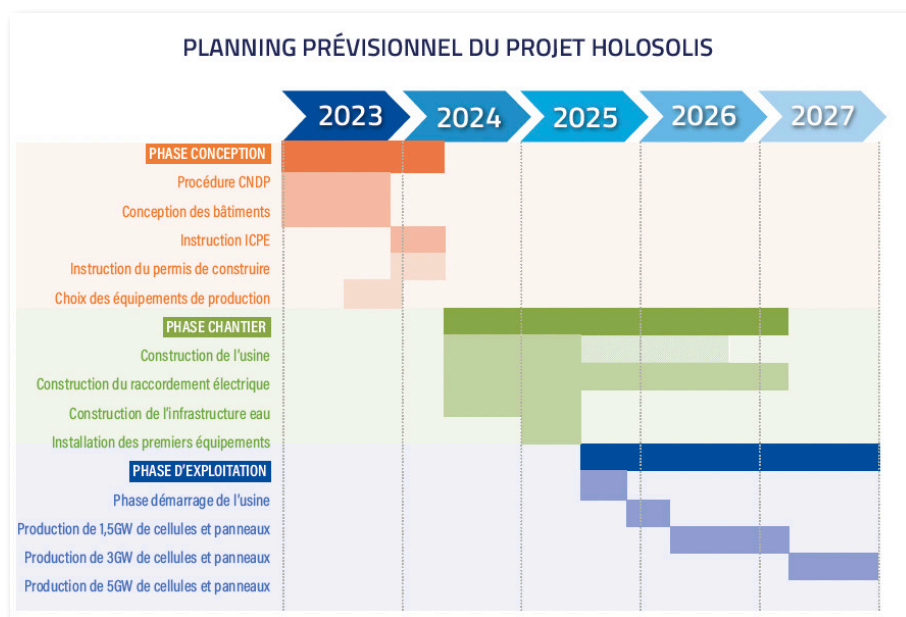 PLANNING PRÉVISIONNEL DU PROJET HOLOSOLIS
2023 2024 2025 2026 2027
PHASE CONCEPTION
Procédure CNDP
Conception des bâtiments
Instruction ICPE
Instruction du permis de construire
Choix des équipements de production
PHASE CHANTIER
Construction de l'usine
Construction du raccordement électrique
Construction de l'infrastructure eau
Installation des premiers équipements
PHASE D'EXPLOITATION
Phase démarrage de l'usine
Production de 1,5GW de cellules et panneaux
Production de 3GW de cellules et panneaux
Production de 5GW de cellules et panneaux